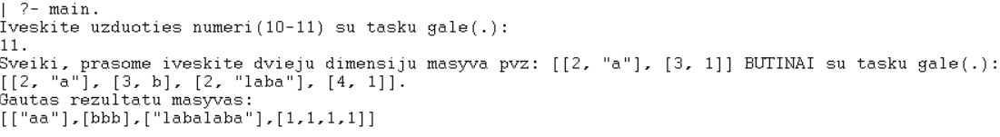 | ?- main.
Iveskite uzduoties numeri(10-11) su tasku gale(.):
11.
Sveiki, prasome iveskite dvieju dimensiju masyva pvz: [[2, "a"], [3, 1]] BUTINAI su tasku gale(.):
[[2, "a"], [3, b], [2, "laba"], [4, 1]].
Gautas rezultatu masyvas:
[["aa"],[bbb],["labalaba"],[1,1,1,1]]